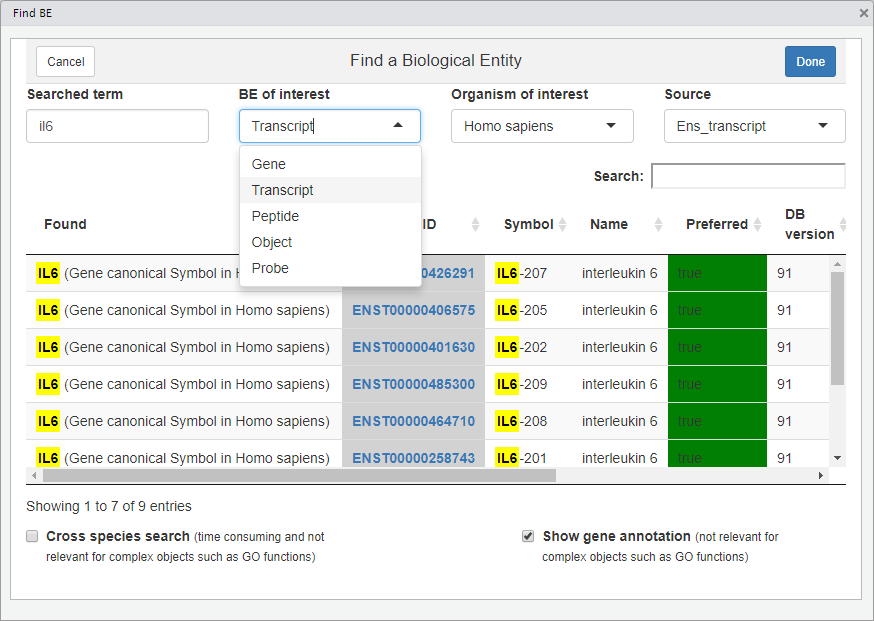 Find BE
Cancel
Find a Biological Entity
Done
Searched term
BE of interest
Organism of interest
Source
il6
Transcript
Homo sapiens
Ens_transcript
Gene
Transcript
Peptide
Object
Probe
Search:
Found
ID
Symbol
Name
Preferred
DB
version
IL6 (Gene canonical Symbol in H
0426291
IL6-207
interleukin 6
true
91
IL6 (Gene canonical Symbol in Homo sapiens)
ENST00000406575
IL6-205
interleukin 6
true
91
IL6 (Gene canonical Symbol in Homo sapiens)
ENST00000401630
IL6-202
interleukin 6
true
91
IL6 (Gene canonical Symbol in Homo sapiens)
ENST00000485300
IL6-209
interleukin 6
true
91
IL6 (Gene canonical Symbol in Homo sapiens)
ENST00000464710
IL6-208
interleukin 6
true
91
IL6 (Gene canonical Symbol in Homo sapiens)
ENST00000258743
IL6-201
interleukin 6
true
91
Showing 1 to 7 of 9 entries
Cross species search (time consuming and not
relevant for complex objects such as GO functions)
Show gene annotation (not relevant for
complex objects such as GO functions)